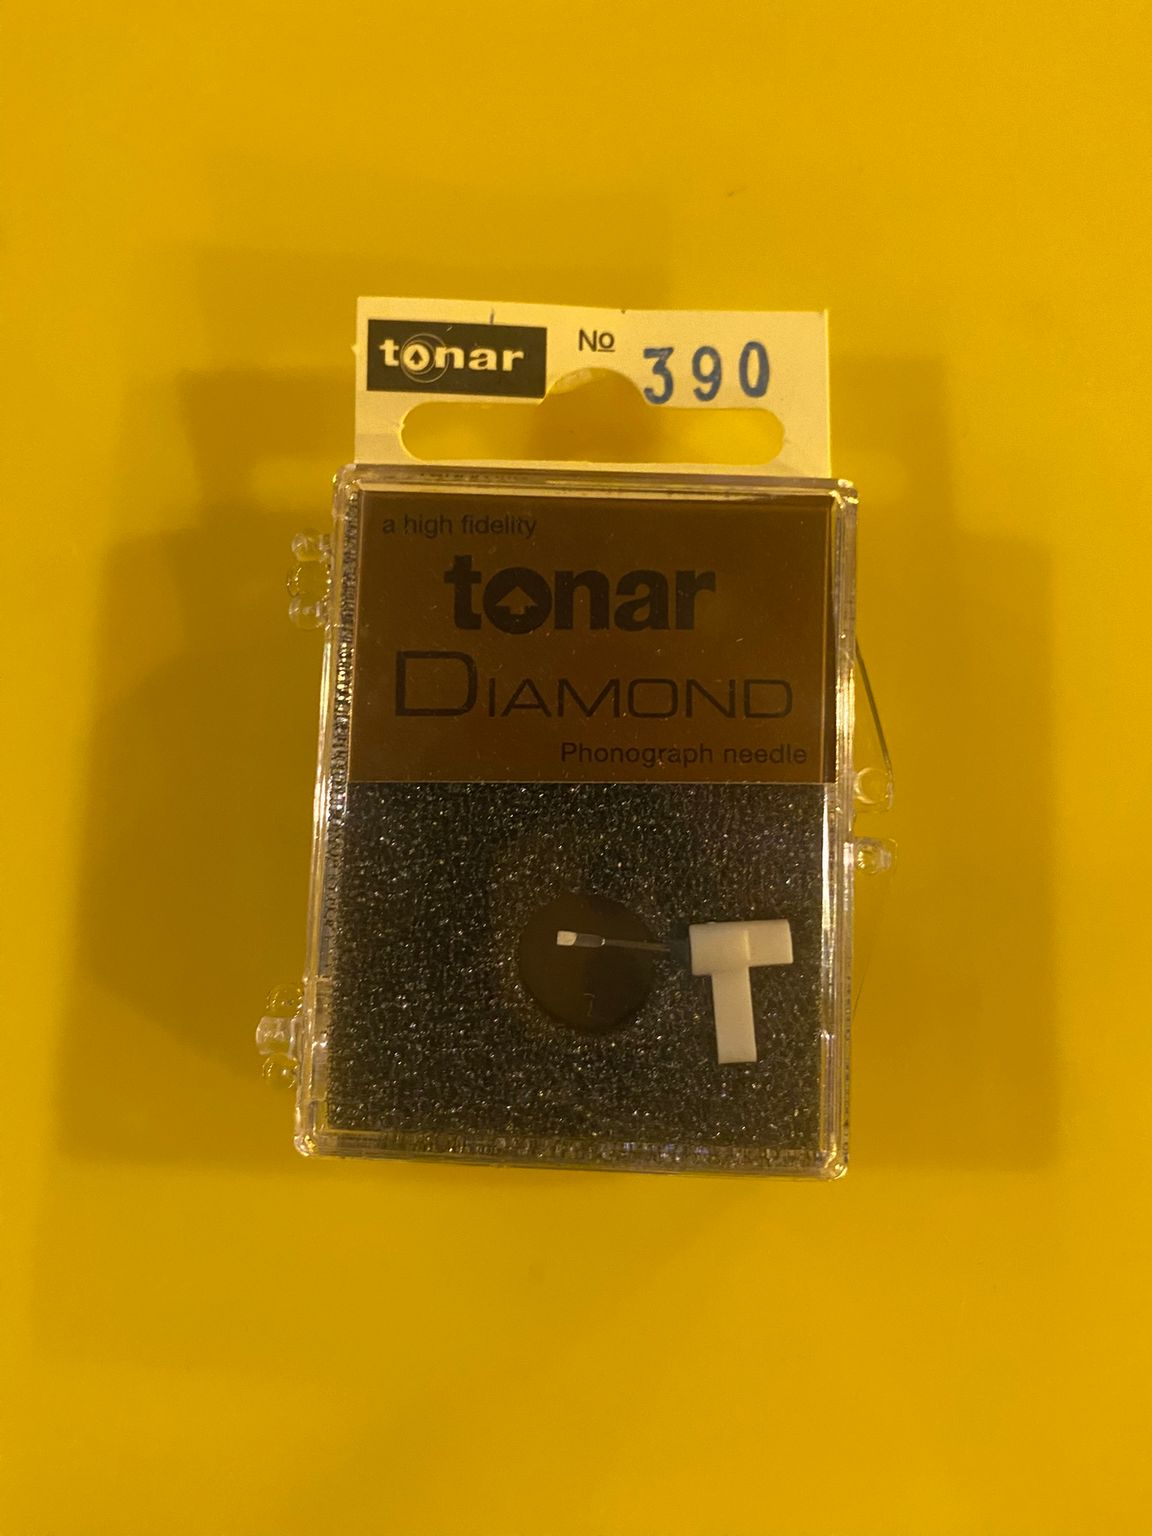 tonar No 390
a high fidelity
tonar
DIAMOND
Phonograph needle